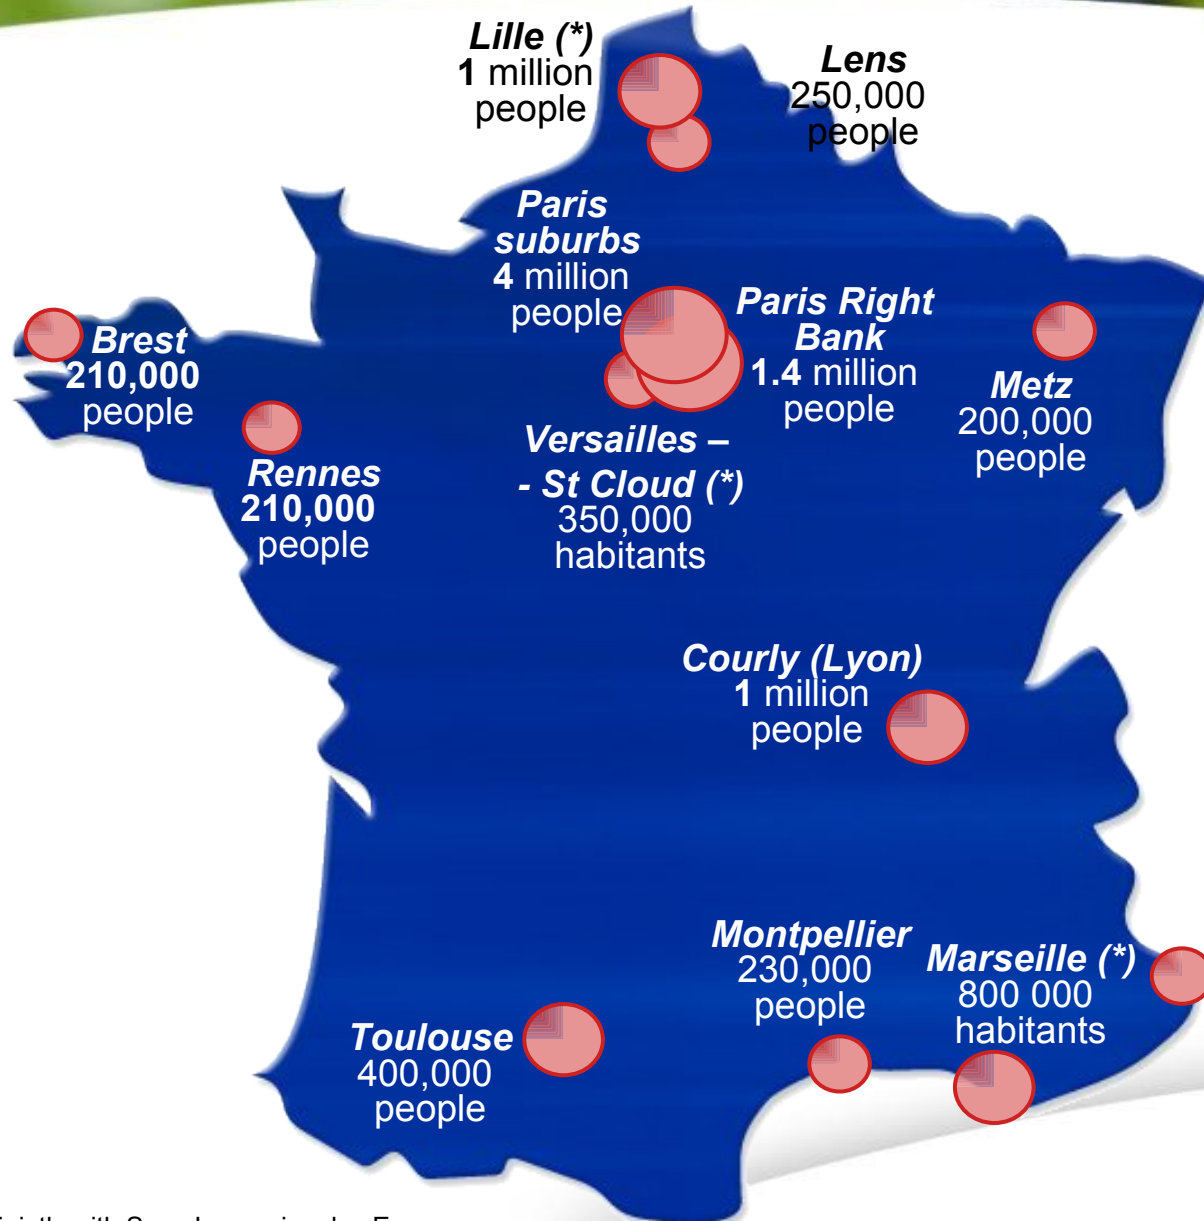 Lille (*)
1 million
people
Lens
250,000
people
Paris
suburbs
4 million
people
Paris Right
Bank
1.4 million
people
Brest
210,000
people
Metz
200,000
people
Rennes
210,000
people
Versailles –
- St Cloud (*)
350,000
habitants
Courly (Lyon)
1 million
people
Montpellier
230,000
people
Marseille (*)
800 000
habitants
Toulouse
400,000
people